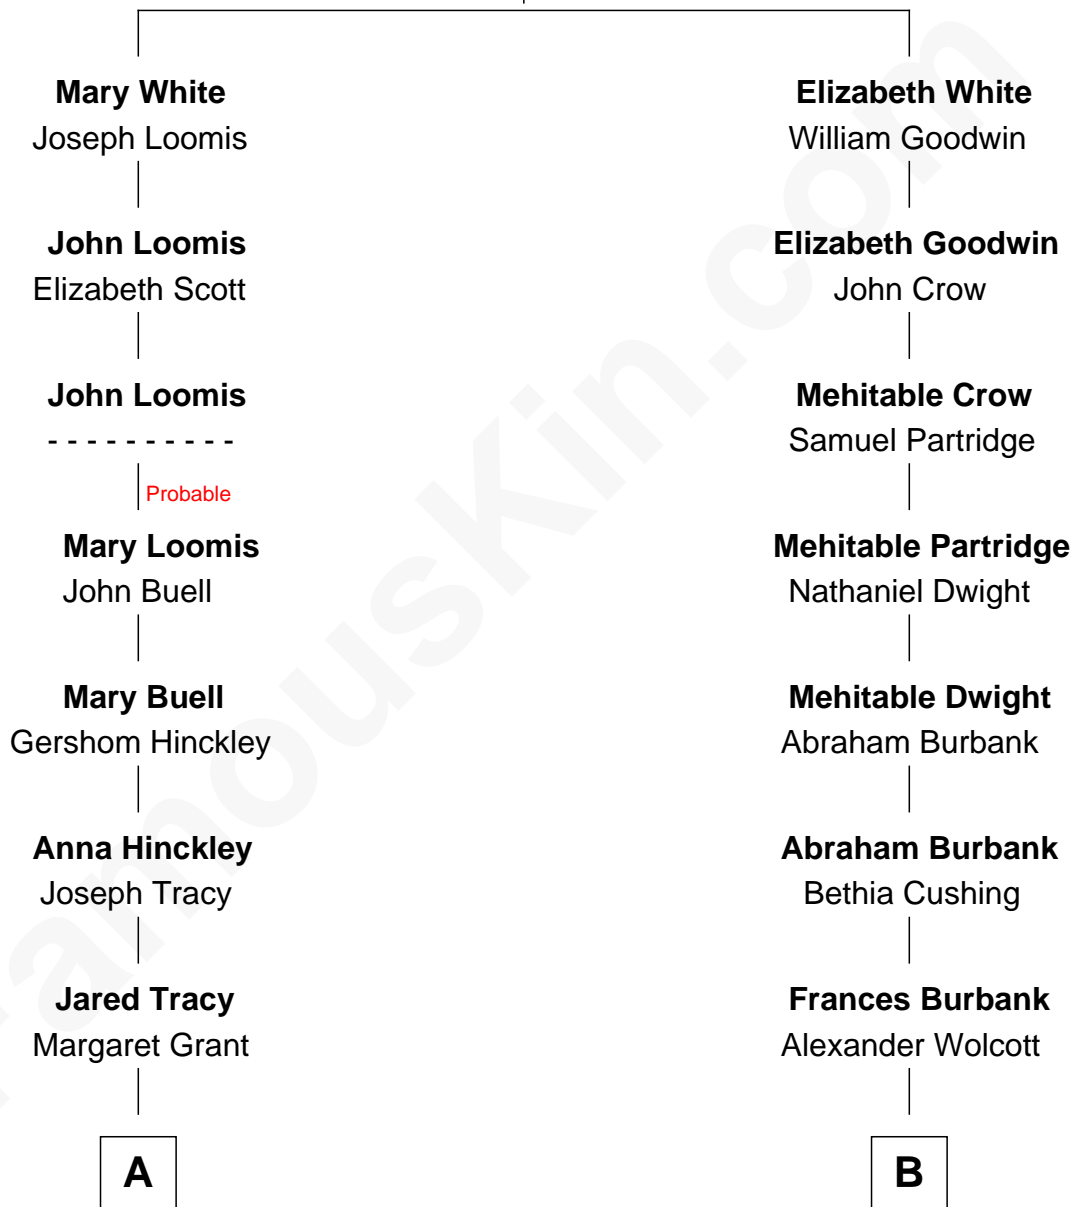 Mary White
Joseph Loomis
John Loomis
Elizabeth Scott
John Loomis
- - - - - - - - - -
Probable
Mary Loomis
John Buell
Mary Buell
Gershom Hinckley
Anna Hinckley
Joseph Tracy
Jared Tracy
Margaret Grant
A
Elizabeth White
William Goodwin
Elizabeth Goodwin
John Crow
Mehitable Crow
Samuel Partridge
Mehitable Partridge
Nathaniel Dwight
Mehitable Dwight
Abraham Burbank
Abraham Burbank
Bethia Cushing
Frances Burbank
Alexander Wolcott
B
FamousKin.com